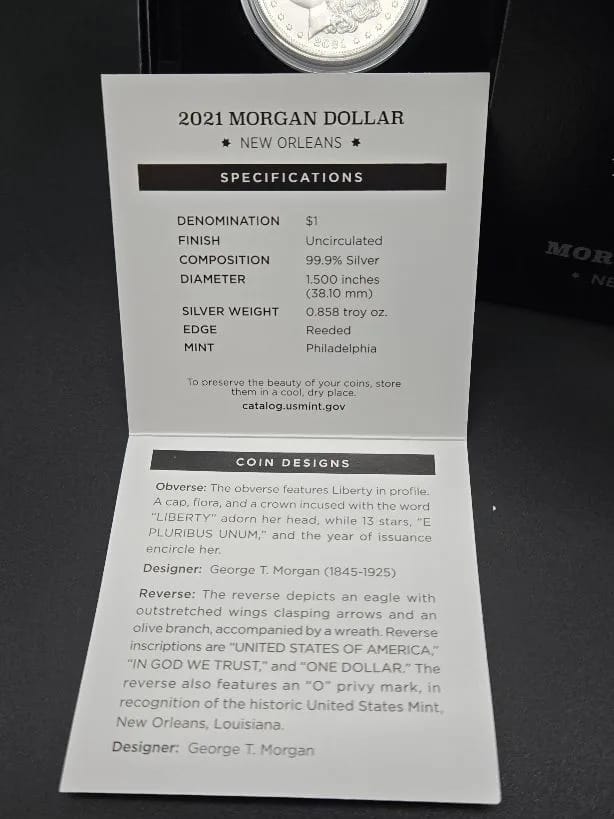 2021
2021 MORGAN DOLLAR
★ NEW ORLEANS ★
SPECIFICATIONS
DENOMINATION $1
FINISH Uncirculated
COMPOSITION 99.9% Silver
DIAMETER 1.500 inches
(38.10 mm)
SILVER WEIGHT 0.858 troy oz.
EDGE Reeded
MINT Philadelphia
To preserve the beauty of your coins, store
them in a cool, dry place.
catalog.usmint.gov
MOR
★ NE
COIN DESIGNS
Obverse: The obverse features Liberty in profile.
A cap, flora, and a crown incused with the word
"LIBERTY" adorn her head, while 13 stars, "E
PLURIBUS UNUM," and the year of issuance
encircle her.
Designer: George T. Morgan (1845-1925)
Reverse: The reverse depicts an eagle with
outstretched wings clasping arrows and an
olive branch, accompanied by a wreath. Reverse
inscriptions are "UNITED STATES OF AMERICA,"
"IN GOD WE TRUST," and "ONE DOLLAR." The
reverse also features an "O" privy mark, in
recognition of the historic United States Mint,
New Orleans, Louisiana.
Designer: George T. Morgan